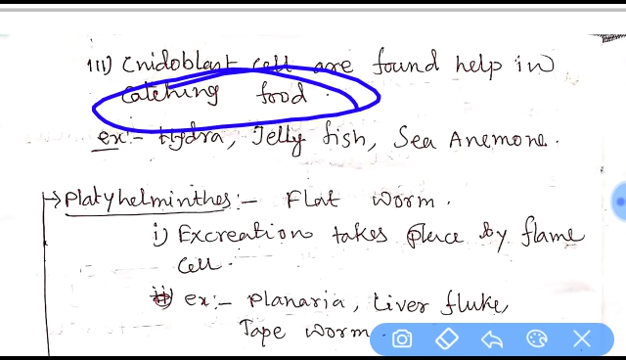 iii) Cnidoblast cell are found help in
catching food.
ex:- Hydra, Jelly fish, Sea Anemone.
→ Platyhelminthes:- Flat worm.
i) Excreation takes place by flame
cell.
ii) ex:- Planaria, Liver fluke,
Tape worm